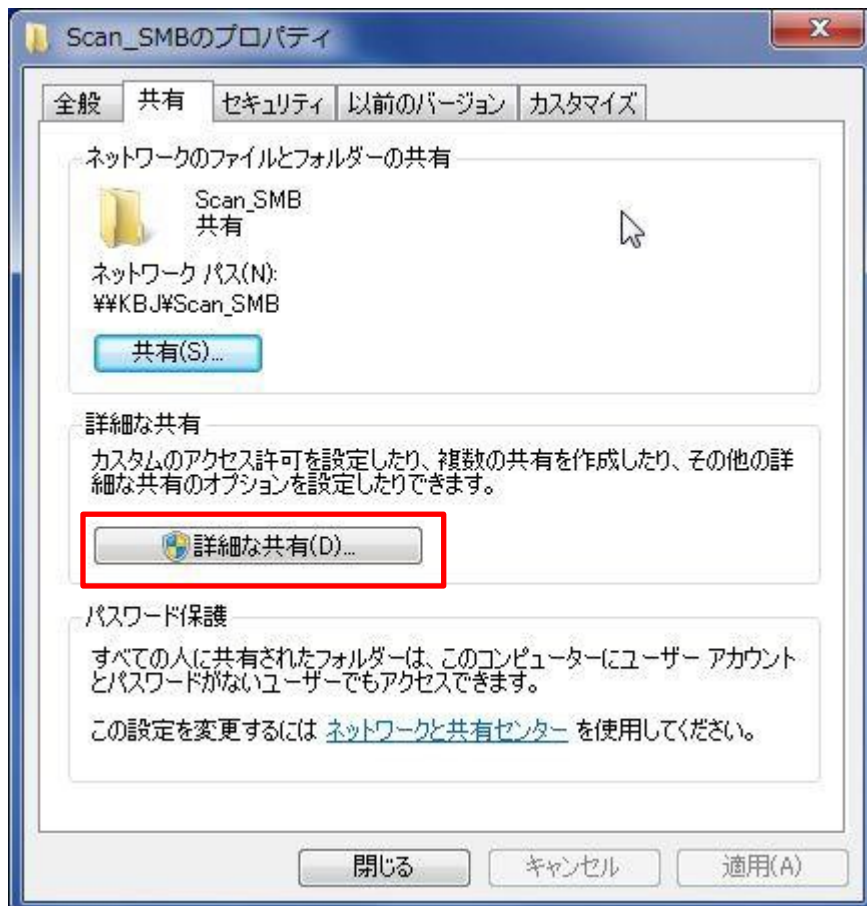 Scan_SMBのプロパティ
全般 共有 セキュリティ 以前のバージョン カスタマイズ
ネットワークのファイルとフォルダーの共有
Scan_SMB
共有
ネットワーク パス(N):
¥¥KBJ¥Scan_SMB
共有(S)...
詳細な共有
カスタムのアクセス許可を設定したり、複数の共有を作成したり、その他の詳
細な共有のオプションを設定したりできます。
詳細な共有(D)...
パスワード保護
すべての人に共有されたフォルダーは、このコンピューターにユーザー アカウント
とパスワードがないユーザーでもアクセスできます。
この設定を変更するには ネットワークと共有センター を使用してください。
閉じる キャンセル 適用(A)